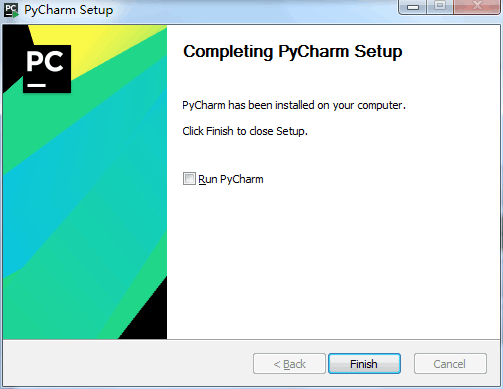 PyCharm Setup
PC
Completing PyCharm Setup
PyCharm has been installed on your computer.
Click Finish to close Setup.
Run PyCharm
< Back Finish Cancel